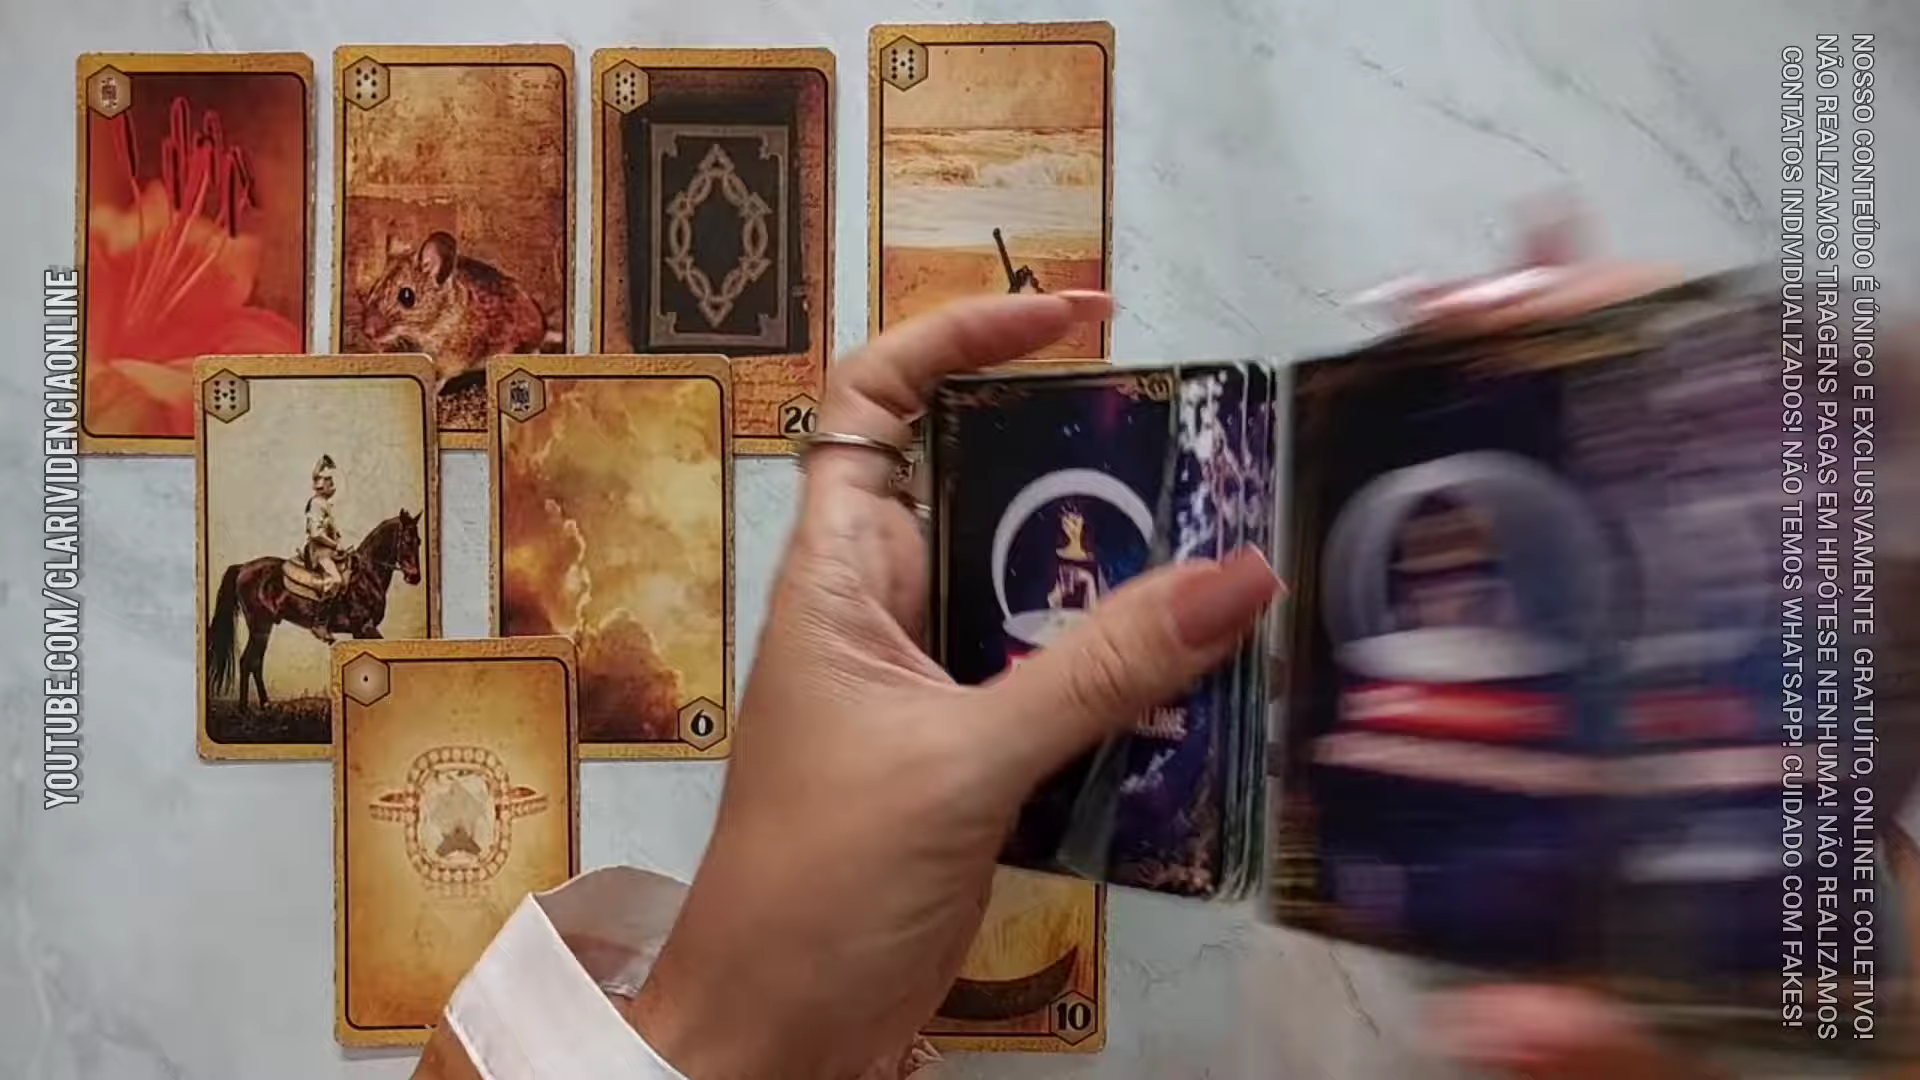 YOUTUBE.COM/CLARIVIDENCIAONLINE
NOSSO CONTEÚDO É ÚNICO E EXCLUSIVAMENTE GRATUÍTO, ONLINE E COLETIVO!
NÃO REALIZAMOS TIRAGENS PAGAS EM HIPÓTESE NENHUMA! NÃO REALIZAMOS
CONTATOS INDIVIDUALIZADOS! NÃO TEMOS WHATSAPP! CUIDADO COM FAKES!
26
6
10